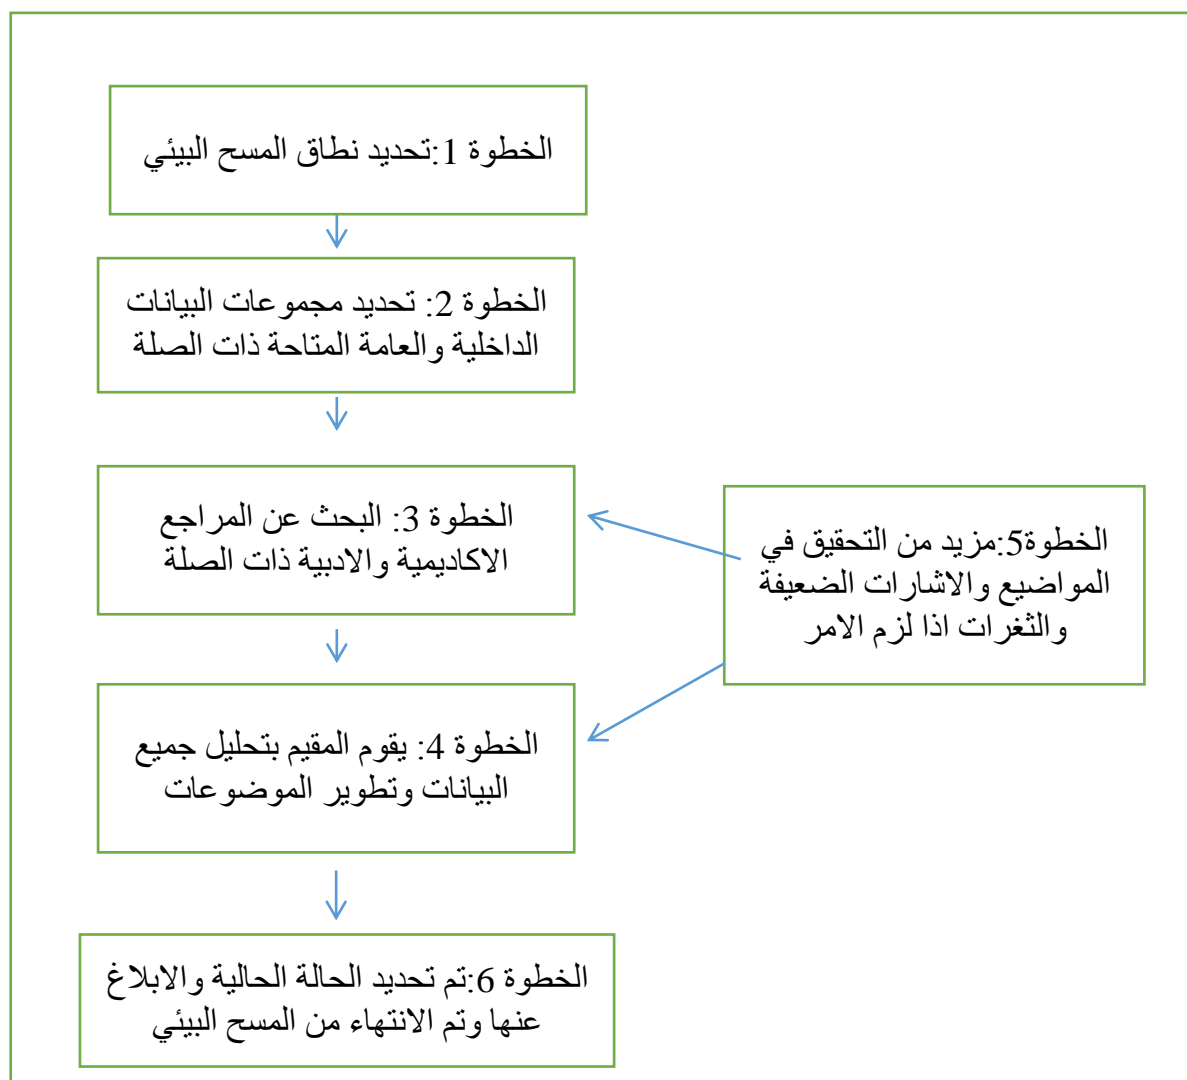 الخطوة 1:تحديد نطاق المسح البيئي
الخطوة 2: تحديد مجموعات البيانات
الداخلية والعامة المتاحة ذات الصلة
الخطوة 3: البحث عن المراجع
الاكاديمية والادبية ذات الصلة
الخطوة 4: يقوم المقيم بتحليل جميع
البيانات وتطوير الموضوعات
الخطوة5:مزيد من التحقيق في
المواضيع والاشارات الضعيفة
والثغرات اذا لزم الامر
الخطوة 6:تم تحديد الحالة الحالية والابلاغ
عنها وتم الانتهاء من المسح البيئي